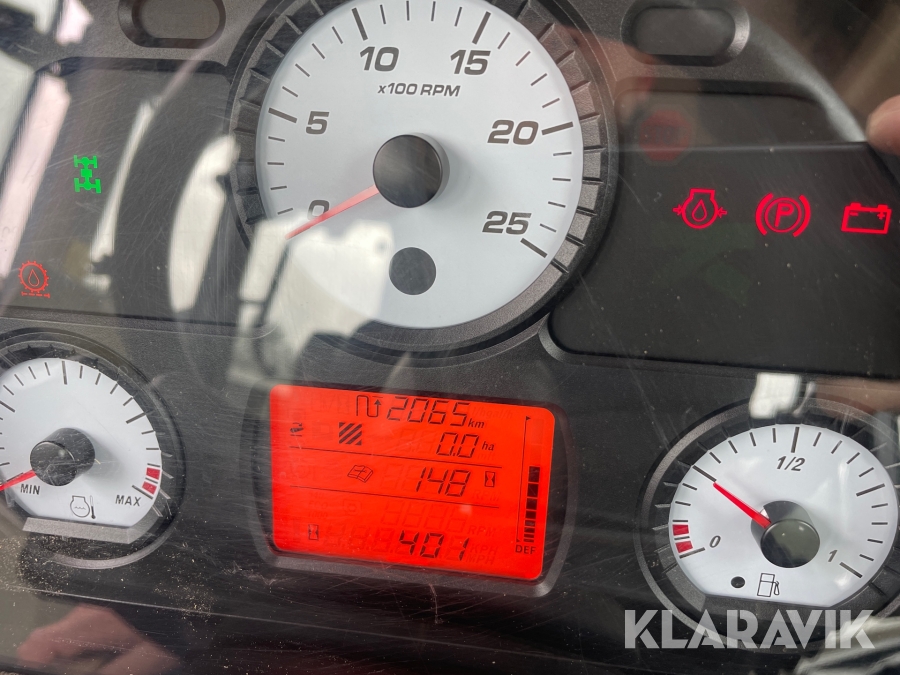 10 15
x100 RPM
5 20
0 25
P
2065 km
0.0 ha
148
401
DEF
MIN MAX
0 1/2 1
KLARAVIK